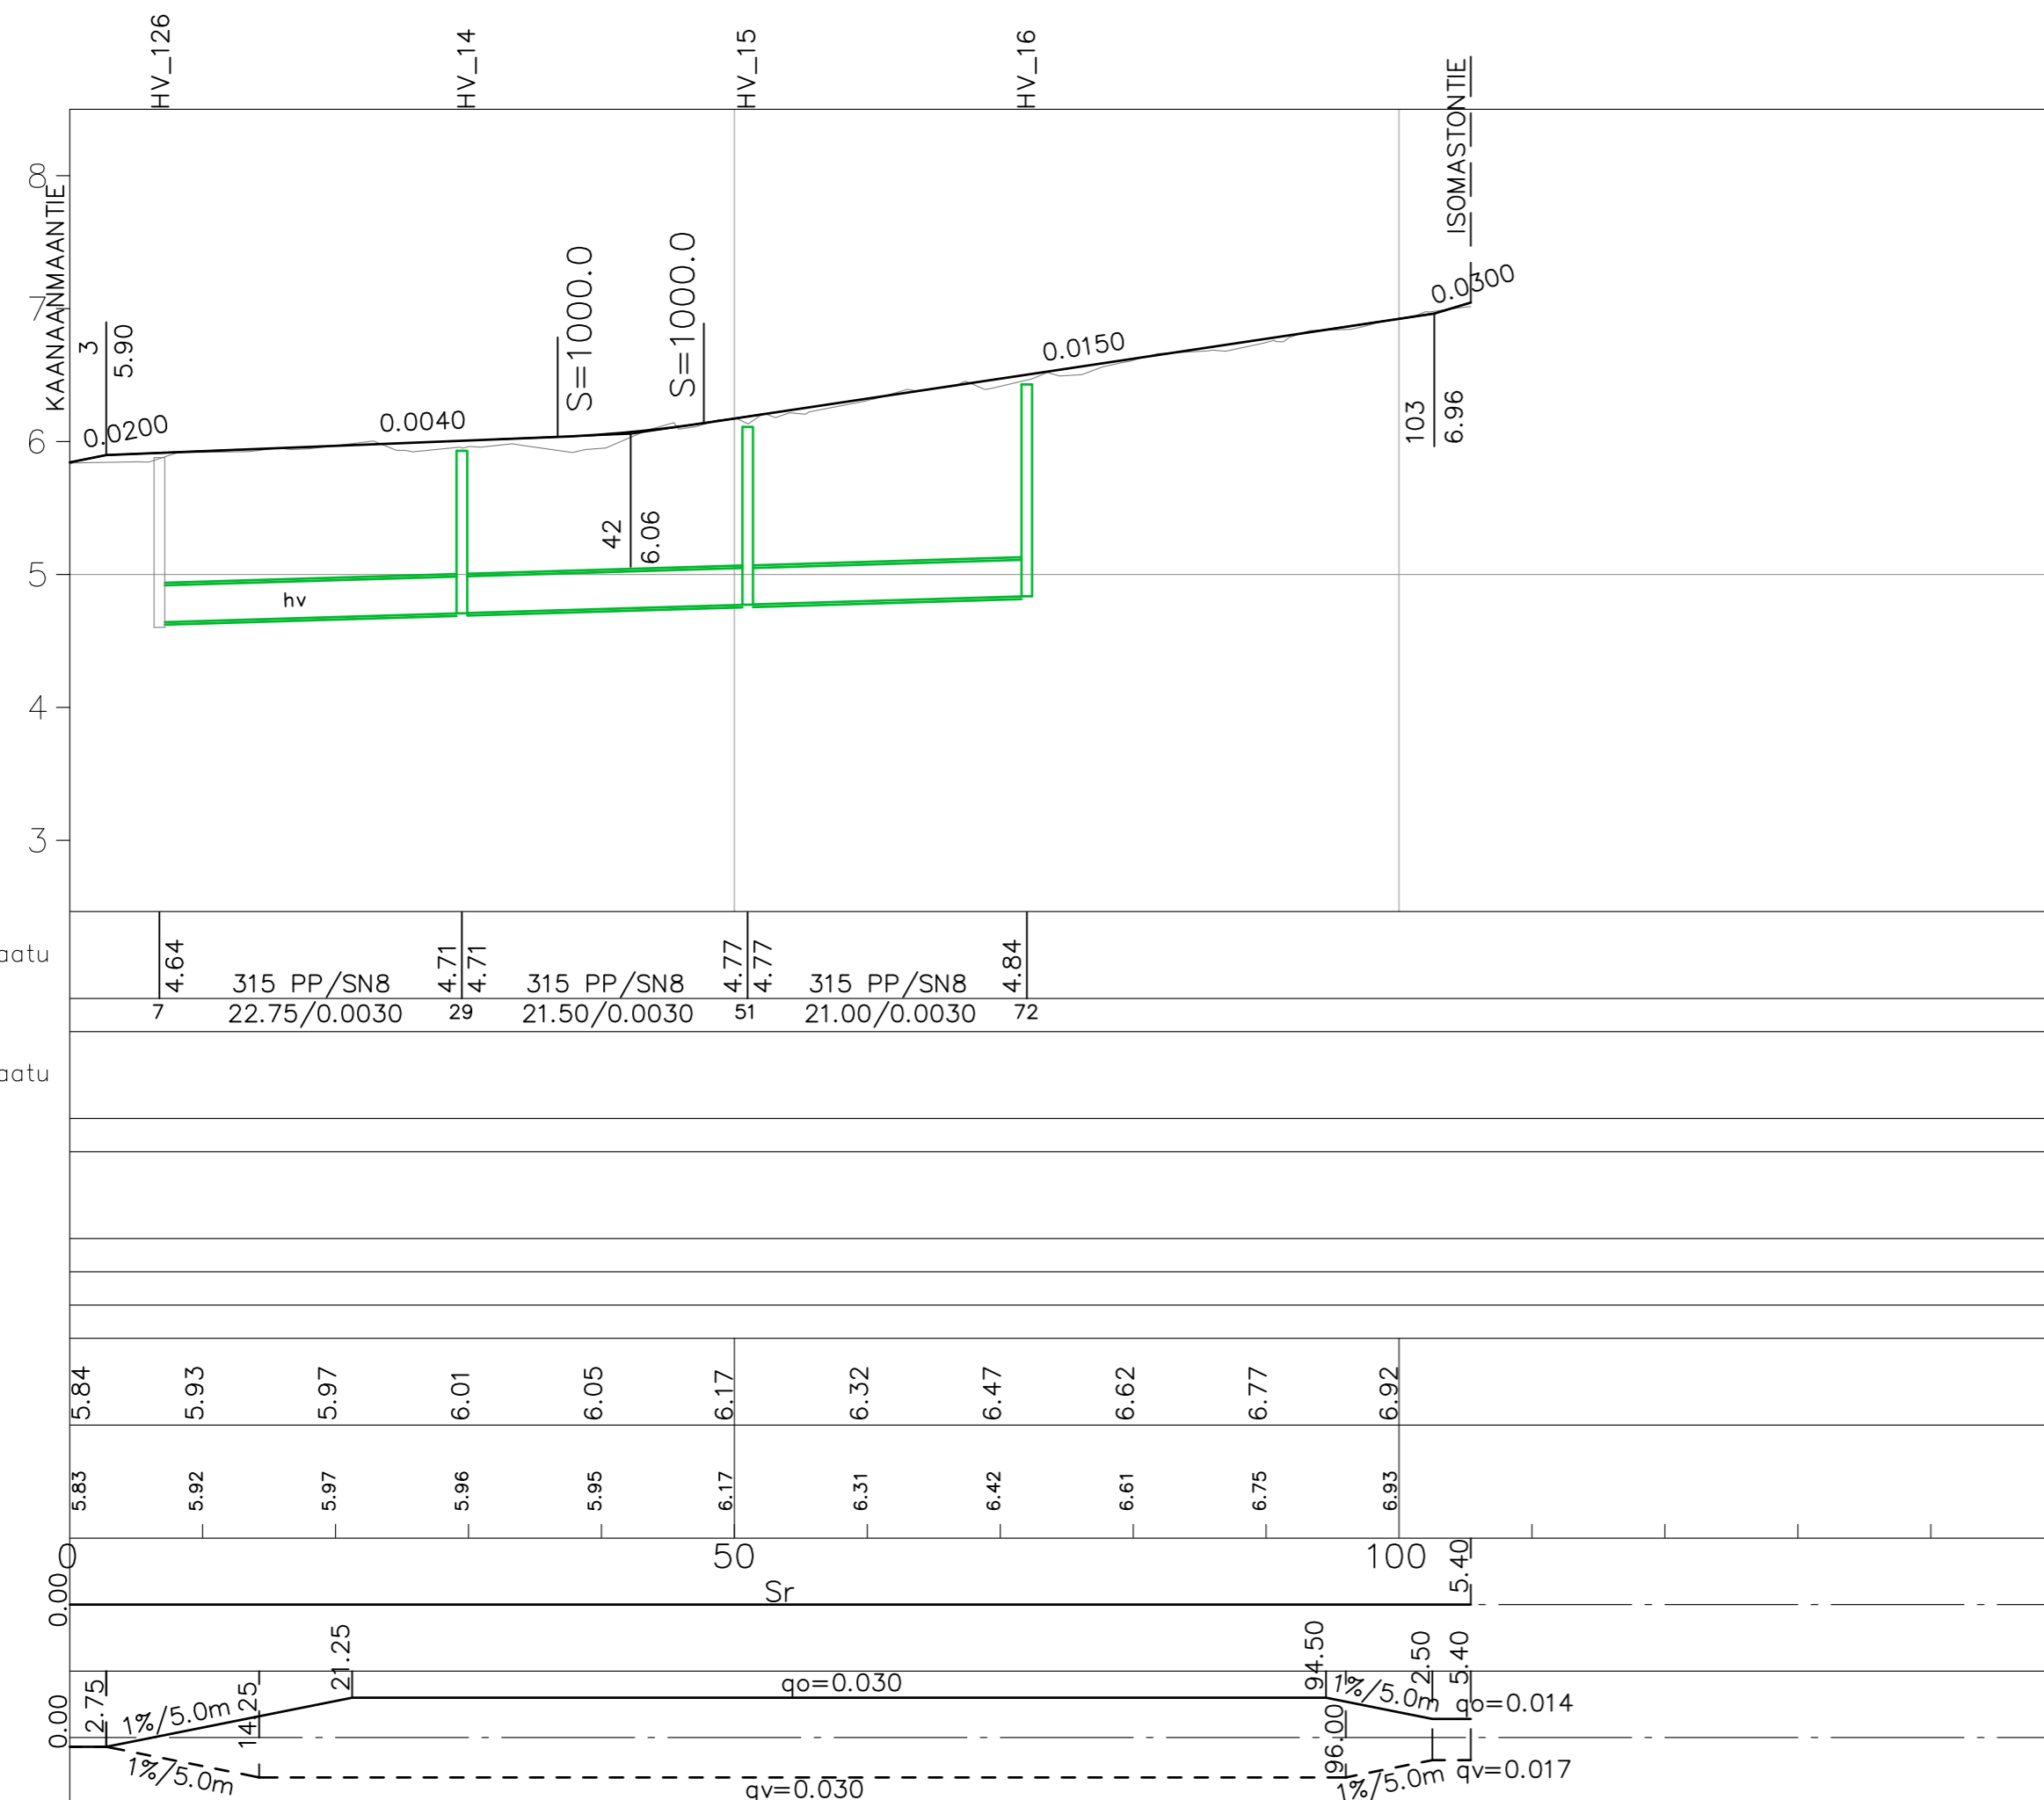 HV_126
HV_14
HV_15
HV_16
ISOMASTONTIE
KAANAANMAANTIE
8
7
6
5
4
3
3
5.90
0.0200
0.0040
S=1000.0
S=1000.0
0.0150
0.0300
42
6.06
103
6.96
hv
aatu
4.64
4.71
4.71
4.77
4.77
4.84
315 PP/SN8
315 PP/SN8
315 PP/SN8
7
22.75/0.0030
29
21.50/0.0030
51
21.00/0.0030
72
aatu
5.84
5.93
5.97
6.01
6.05
6.17
6.32
6.47
6.62
6.77
6.92
5.83
5.92
5.97
5.96
5.95
6.17
6.31
6.42
6.61
6.75
6.93
0
50
100
0.00
Sr
5.40
0.00
2.75
1%/5.0m
14.25
21.25
qo=0.030
94.50
1%/5.0m
2.50
5.40
qo=0.014
1%/5.0m
qv=0.030
96.00
1%/5.0m
qv=0.017